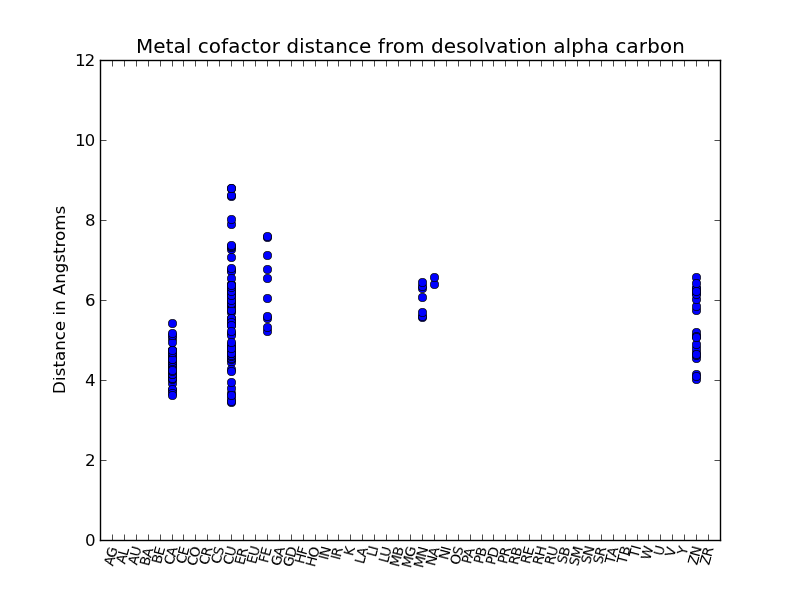 Metal cofactor distance from desolvation alpha carbon
12
10
8
6
4
2
0
Distance in Angstroms
AG AL AU BA BE CA CE CO CR CS CU ER EU FE GA GD HF HO IN IR K LA LI LU MB MG MN NA NI OS PA PB PD PR RB RE RH RU SB SM SN SR TA TB TI W U V Y ZN ZR